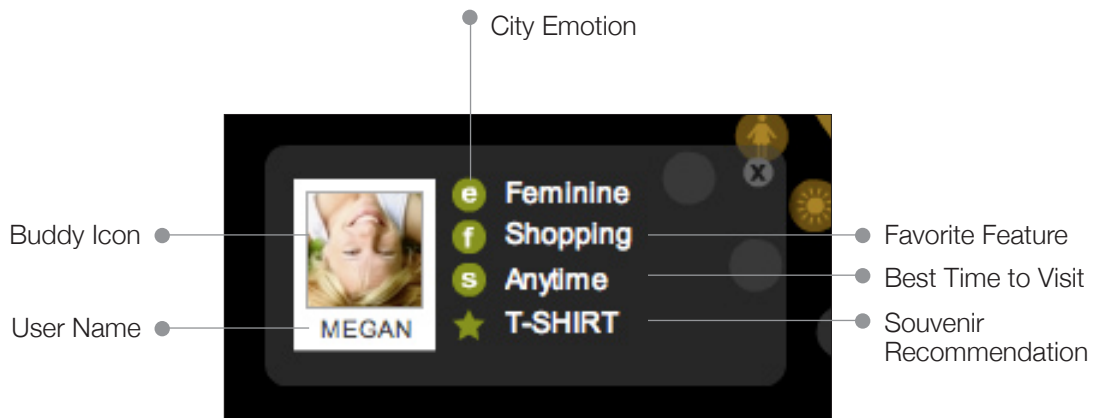 City Emotion
X
e Feminine
f Shopping
s Anytime
T-SHIRT
MEGAN
Buddy Icon
User Name
Favorite Feature
Best Time to Visit
Souvenir
Recommendation